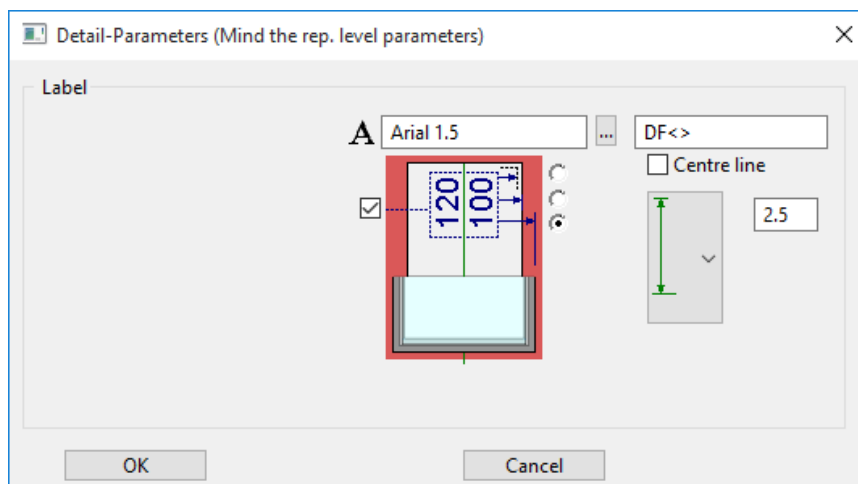 Detail-Parameters (Mind the rep. level parameters)
Label
A Arial 1.5 ... DF<>
Centre line
120
100
2.5
OK Cancel